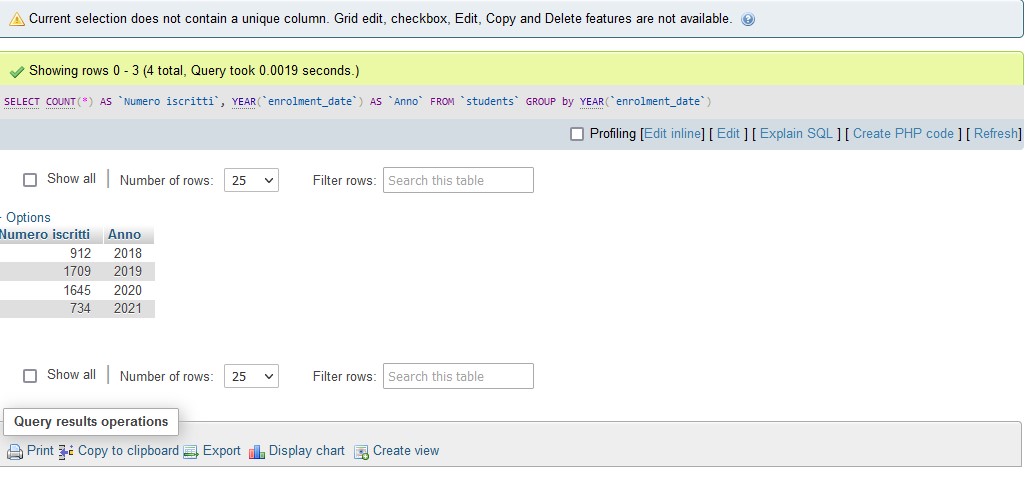 Current selection does not contain a unique column. Grid edit, checkbox, Edit, Copy and Delete features are not available.
Showing rows 0 - 3 (4 total, Query took 0.0019 seconds.)
SELECT COUNT(*) AS `Numero iscritti`, YEAR(`enrolment_date`) AS `Anno` FROM `students` GROUP by YEAR(`enrolment_date`)
Profiling [Edit inline] [ Edit ] [ Explain SQL ] [ Create PHP code ] [ Refresh]
Show all | Number of rows: 25 Filter rows: Search this table
Options
Numero iscritti Anno
912 2018
1709 2019
1645 2020
734 2021
Show all | Number of rows: 25 Filter rows: Search this table
Query results operations
Print Copy to clipboard Export Display chart Create view